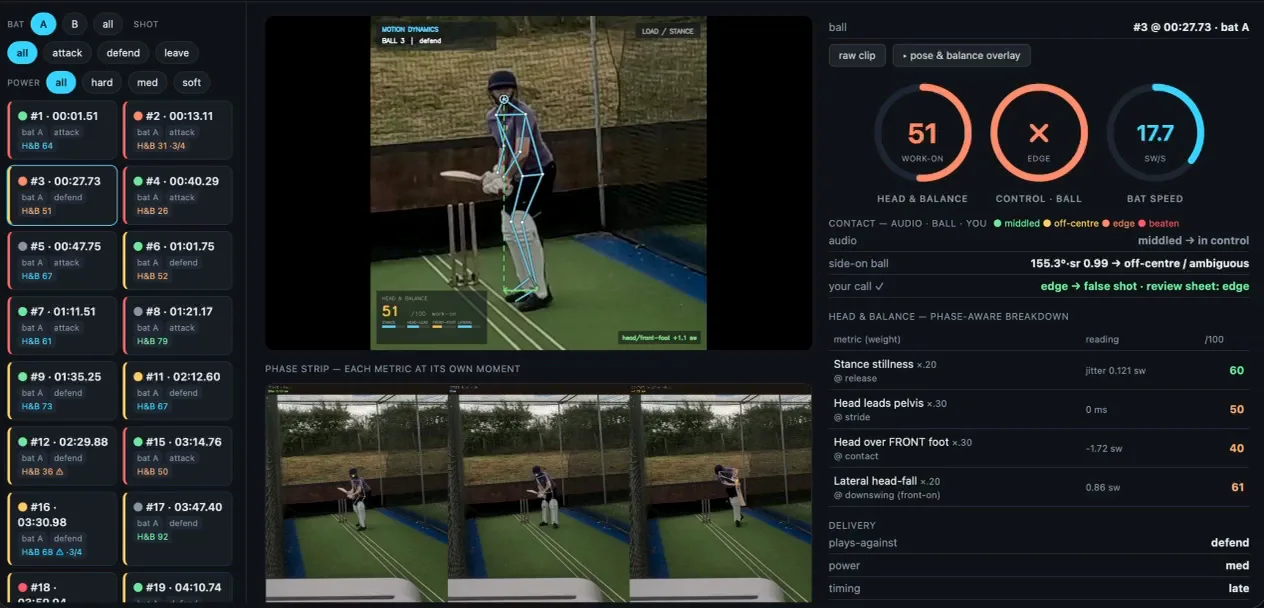 BAT A B all SHOT
all attack defend leave
POWER all hard med soft
#1 · 00:01.51
bat A attack
H&B 64
#2 · 00:13.11
bat A attack
H&B 31 ·3/4
#3 · 00:27.73
bat A defend
H&B 51
#4 · 00:40.29
bat A attack
H&B 26
#5 · 00:47.75
bat A attack
H&B 67
#6 · 01:01.75
bat A defend
H&B 52
#7 · 01:11.51
bat A attack
H&B 61
#8 · 01:21.17
bat A attack
H&B 79
#9 · 01:35.25
bat A defend
H&B 73
#11 · 02:12.60
bat A defend
H&B 67
#12 · 02:29.88
bat A defend
H&B 36 ⚠
#15 · 03:14.76
bat A attack
H&B 50
#16 ·
03:30.98
bat A defend
H&B 68 ⚠ ·3/4
#17 · 03:47.40
bat A defend
H&B 92
#18 ·
#19 · 04:10.74
MOTION DYNAMICS
BALL 3 | defend
LOAD / STANCE
HEAD & BALANCE
51 /100 work-on
head/front-foot +1.1 sw
PHASE STRIP — EACH METRIC AT ITS OWN MOMENT
ball #3 @ 00:27.73 · bat A
raw clip • pose & balance overlay
51
WORK-ON
HEAD & BALANCE
EDGE
CONTROL · BALL
17.7
SW/S
BAT SPEED
CONTACT — AUDIO · BALL · YOU middled off-centre edge beaten
audio middled → in control
side-on ball 155.3°·sr 0.99 → off-centre / ambiguous
your call ✓ edge → false shot · review sheet: edge
HEAD & BALANCE — PHASE-AWARE BREAKDOWN
metric (weight) reading /100
Stance stillness ×.20
@ release
jitter 0.121 sw 60
Head leads pelvis ×.30
@ stride
0 ms 50
Head over FRONT foot ×.30
@ contact
-1.72 sw 40
Lateral head-fall ×.20
@ downswing (front-on)
0.86 sw 61
DELIVERY
plays-against defend
power med
timing late